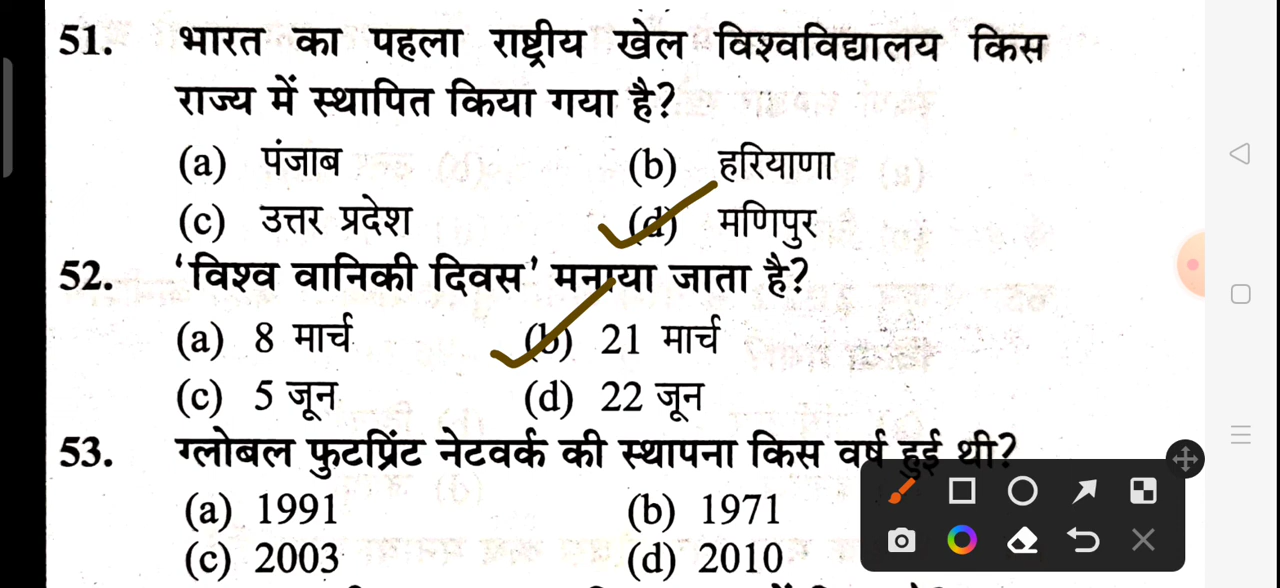 51. भारत का पहला राष्ट्रीय खेल विश्वविद्यालय किस
राज्य में स्थापित किया गया है?
(a) पंजाब (b) हरियाणा
(c) उत्तर प्रदेश (d) मणिपुर
52. ‘विश्व वानिकी दिवस’ मनाया जाता है?
(a) 8 मार्च (b) 21 मार्च
(c) 5 जून (d) 22 जून
53. ग्लोबल फुटप्रिंट नेटवर्क की स्थापना किस वर्ष हुई थी?
(a) 1991 (b) 1971
(c) 2003 (d) 2010